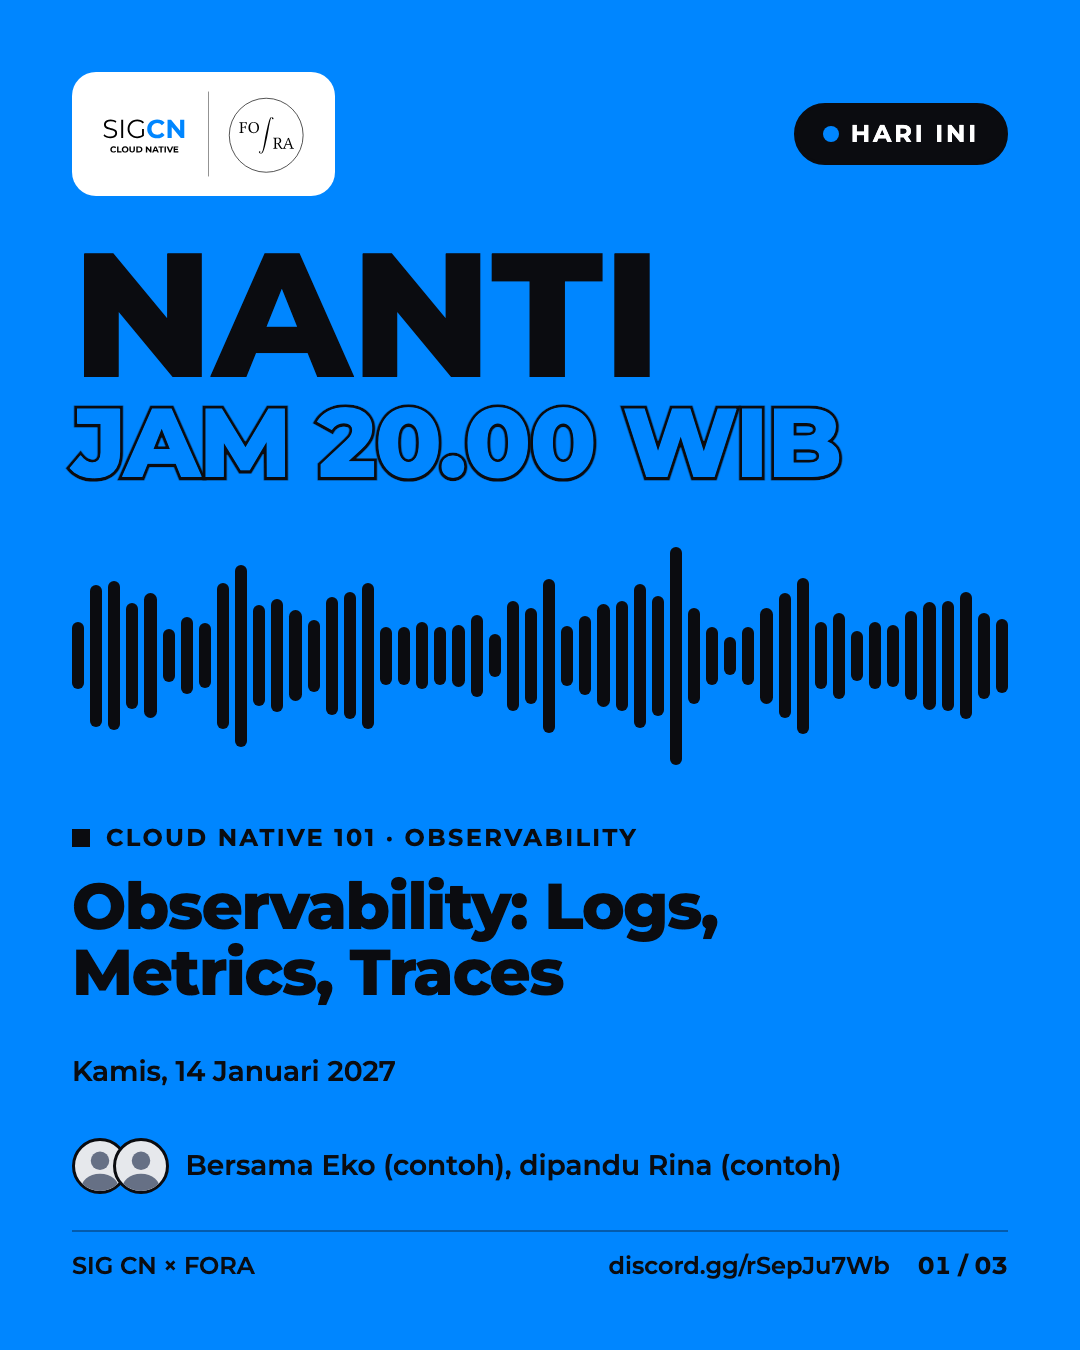 SIGCN
CLOUD NATIVE
FO
RA
HARI INI
NANTI
JAM 20.00 WIB
CLOUD NATIVE 101 · OBSERVABILITY
Observability: Logs,
Metrics, Traces
Kamis, 14 Januari 2027
Bersama Eko (contoh), dipandu Rina (contoh)
SIG CN × FORA
discord.gg/rSepJu7Wb 01 / 03